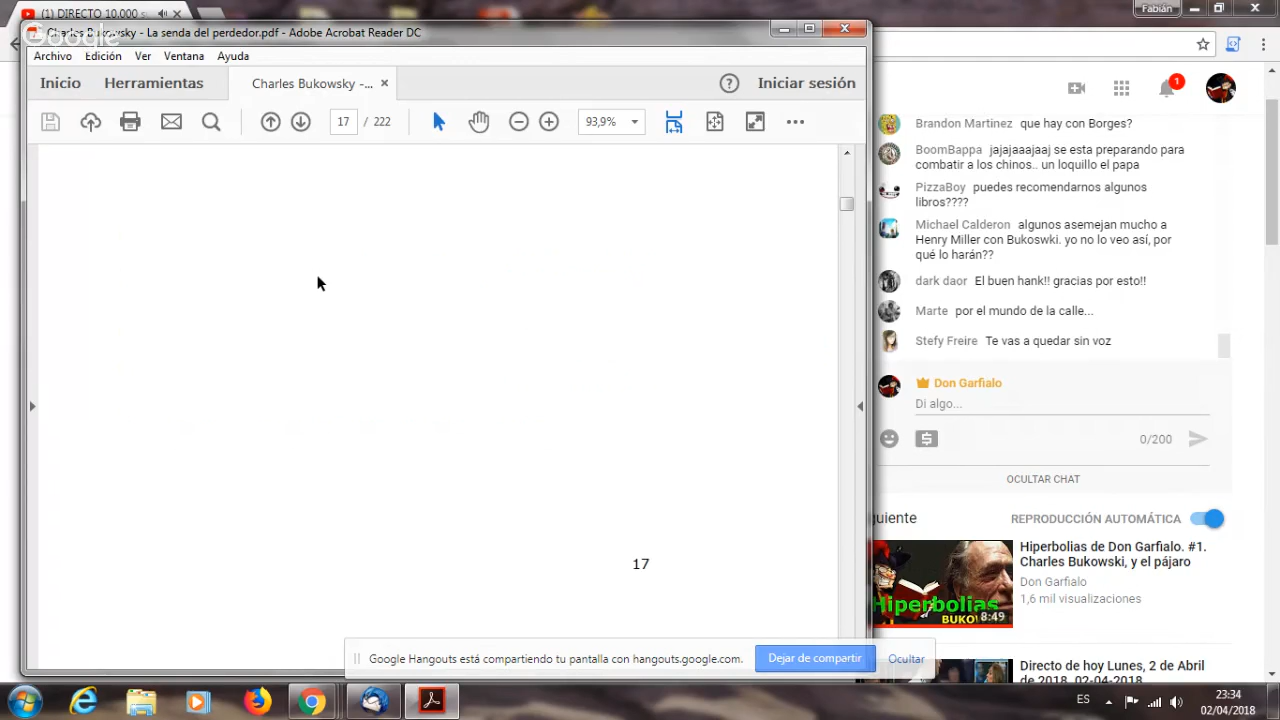 (1) DIRECTO 10.000 s
Fabián
Charles Bukowsky - La senda del perdedor.pdf - Adobe Acrobat Reader DC
Google
Archivo Edición Ver Ventana Ayuda
Inicio Herramientas Charles Bukowsky -... Iniciar sesión
17 / 222 93,9%
1
Brandon Martinez que hay con Borges?
BoomBappa jajajaaajaaj se esta preparando para
combatir a los chinos.. un loquillo el papa
PizzaBoy puedes recomendarnos algunos
libros????
Michael Calderon algunos asemejan mucho a
Henry Miller con Bukoswki. yo no lo veo así, por
qué lo harán??
dark daor El buen hank!! gracias por esto!!
Marte por el mundo de la calle...
Stefy Freire Te vas a quedar sin voz
Don Garfialo
Di algo...
0/200
OCULTAR CHAT
guiente REPRODUCCIÓN AUTOMÁTICA
Hiperbolias de Don Garfialo. #1.
Charles Bukowski, y el pájaro
Don Garfialo
1,6 mil visualizaciones
Hiperbolias
BUKO
8:49
17
Google Hangouts está compartiendo tu pantalla con hangouts.google.com. Dejar de compartir Ocultar
Directo de hoy Lunes, 2 de Abril
de 2018. 02-04-2018
ES 23:34
02/04/2018